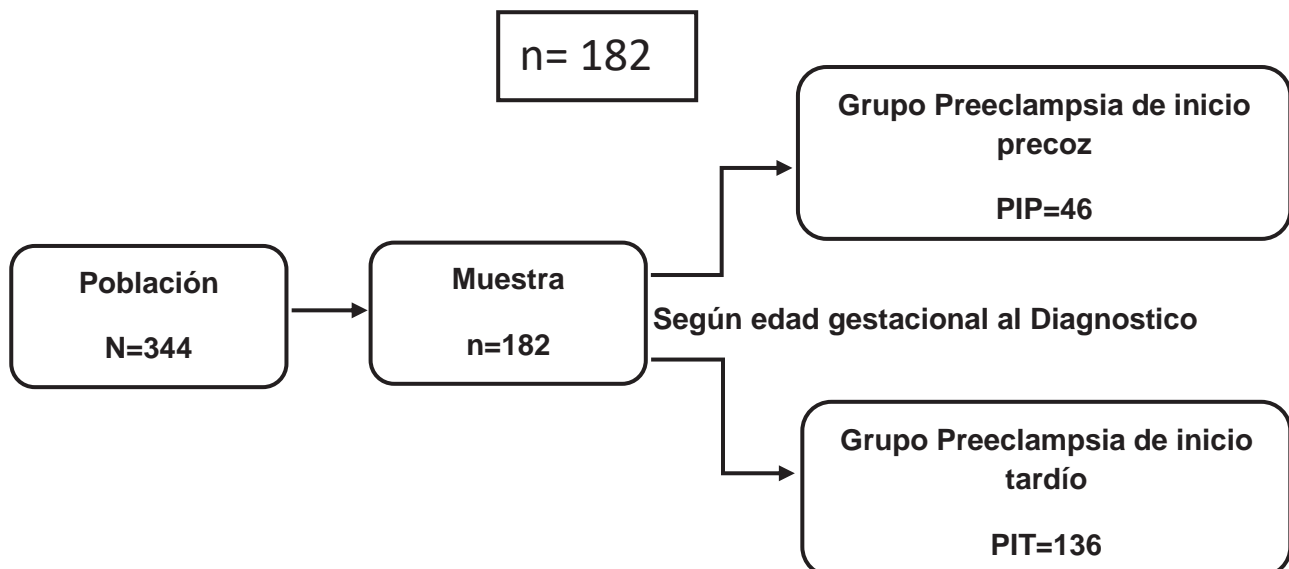 n= 182
Población
N=344
Muestra
n=182
Según edad gestacional al Diagnostico
Grupo Preeclampsia de inicio
precoz
PIP=46
Grupo Preeclampsia de inicio
tardío
PIT=136